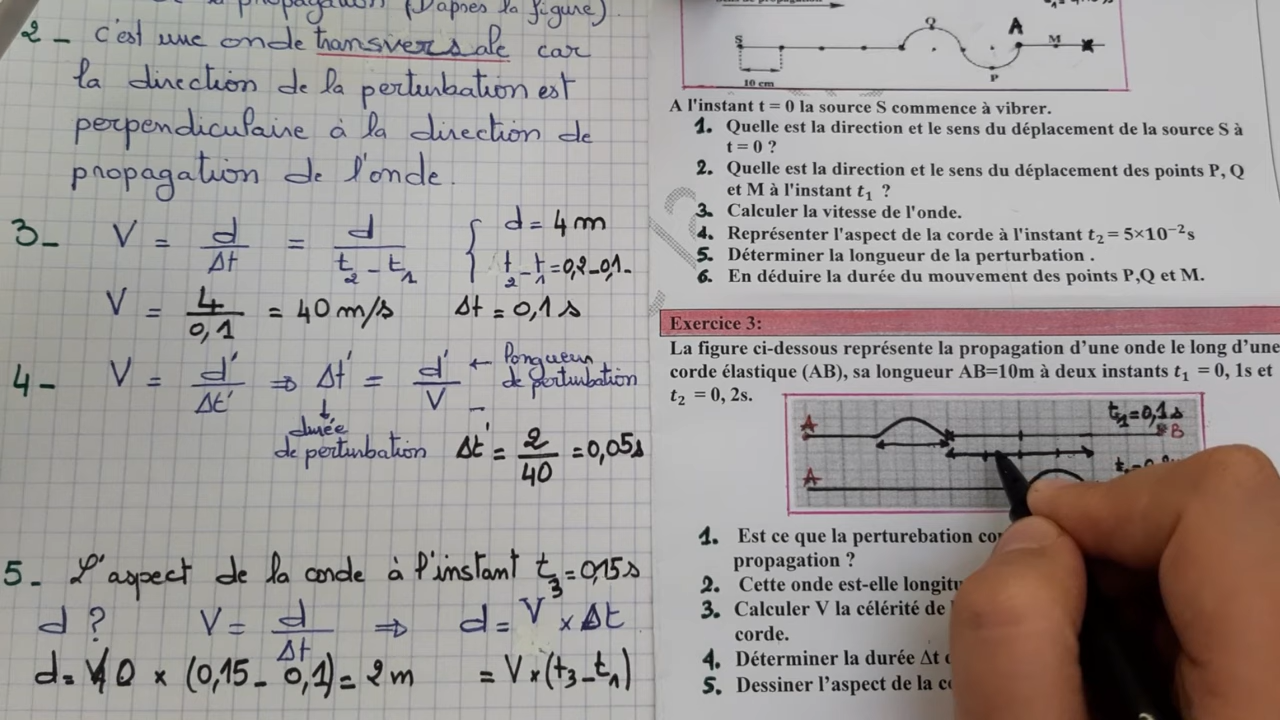 la propagation (D'après la figure).
2 - c'est une onde transversale car
la direction de la perturbation est
perpendiculaire à la direction de
propagation de l'onde.
3- V = d/Δt = d/(t2 - t1) { d = 4 m
t2 - t1 = 0,2 - 0,1 -
V = 4/0,1 = 40 m/s Δt = 0,1 s
4- V = d'/Δt' ⇒ Δt' = d'/V ← longueur de perturbation
↓ durée de perturbation Δt' = 2/40 = 0,05s
5 - L'aspect de la corde à l'instant t3 = 0,15 s
d ? V = d/Δt ⇒ d = V × Δt
d = 40 × (0,15 - 0,1) = 2 m = V × (t3 - t1)
S Q A M P
10 cm
A l'instant t = 0 la source S commence à vibrer.
1. Quelle est la direction et le sens du déplacement de la source S à
t = 0 ?
2. Quelle est la direction et le sens du déplacement des points P, Q
et M à l'instant t1 ?
3. Calculer la vitesse de l'onde.
4. Représenter l'aspect de la corde à l'instant t2 = 5×10⁻²s
5. Déterminer la longueur de la perturbation .
6. En déduire la durée du mouvement des points P,Q et M.
Exercice 3:
La figure ci-dessous représente la propagation d'une onde le long d'une
corde élastique (AB), sa longueur AB=10m à deux instants t1 = 0, 1s et
t2 = 0, 2s.
A t1=0,1s B
A
1. Est ce que la perturebation
propagation ?
2. Cette onde est-elle
3. Calculer V la célérité de
corde.
4. Déterminer la durée Δt
5. Dessiner l'aspect de la